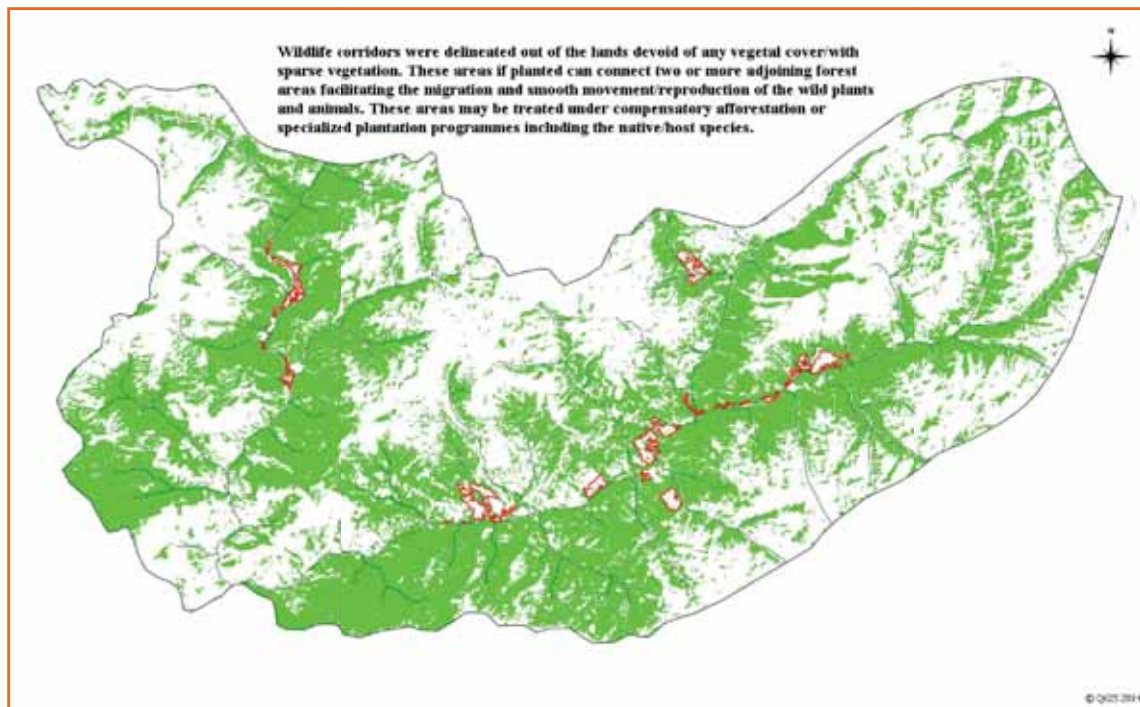 Wildlife corridors were delineated out of the lands devoid of any vegetal cover/with
sparse vegetation. These areas if planted can connect two or more adjoining forest
areas facilitating the migration and smooth movement/reproduction of the wild plants
and animals. These areas may be treated under compensatory afforestation or
specialized plantation programmes including the native/host species.
©